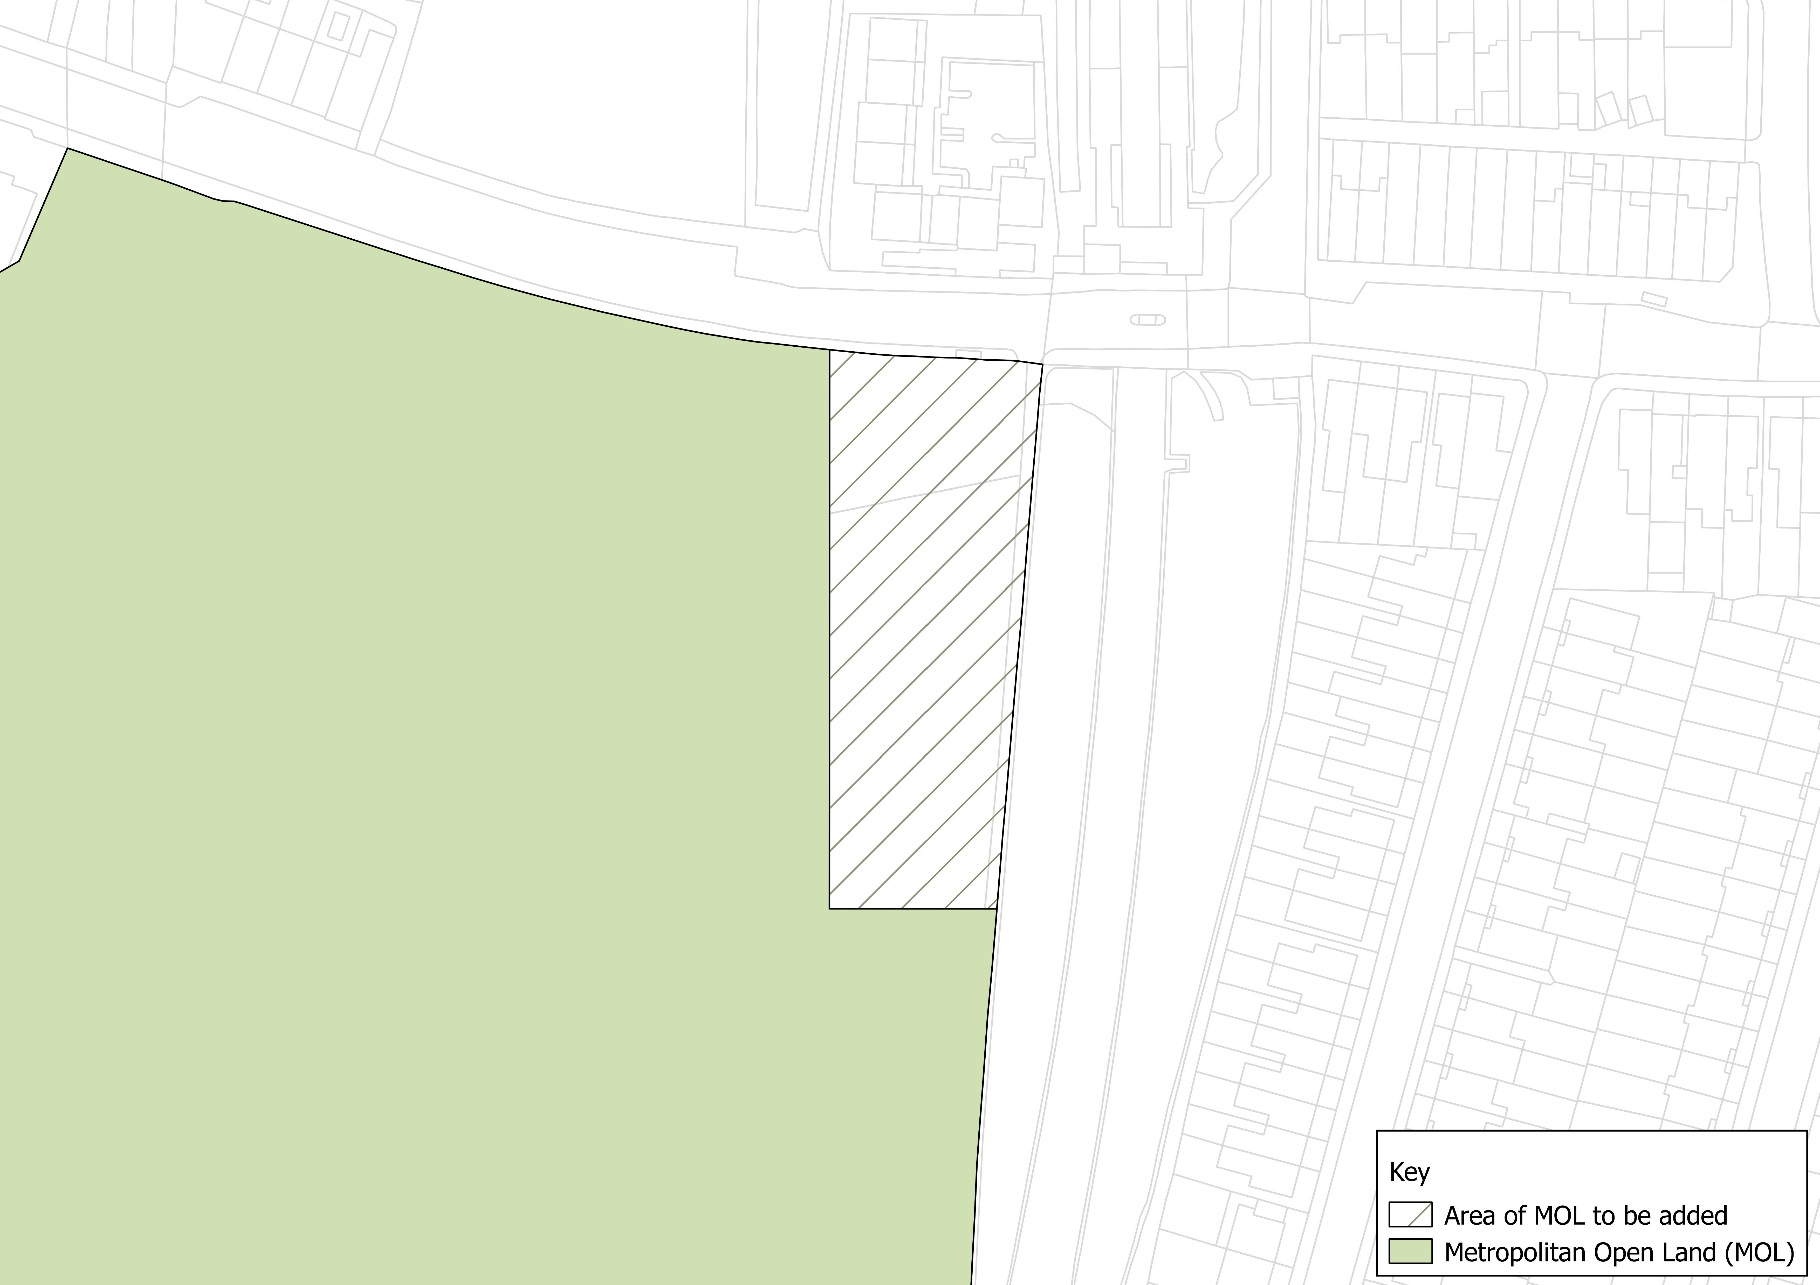 Key
Area of MOL to be added
Metropolitan Open Land (MOL)